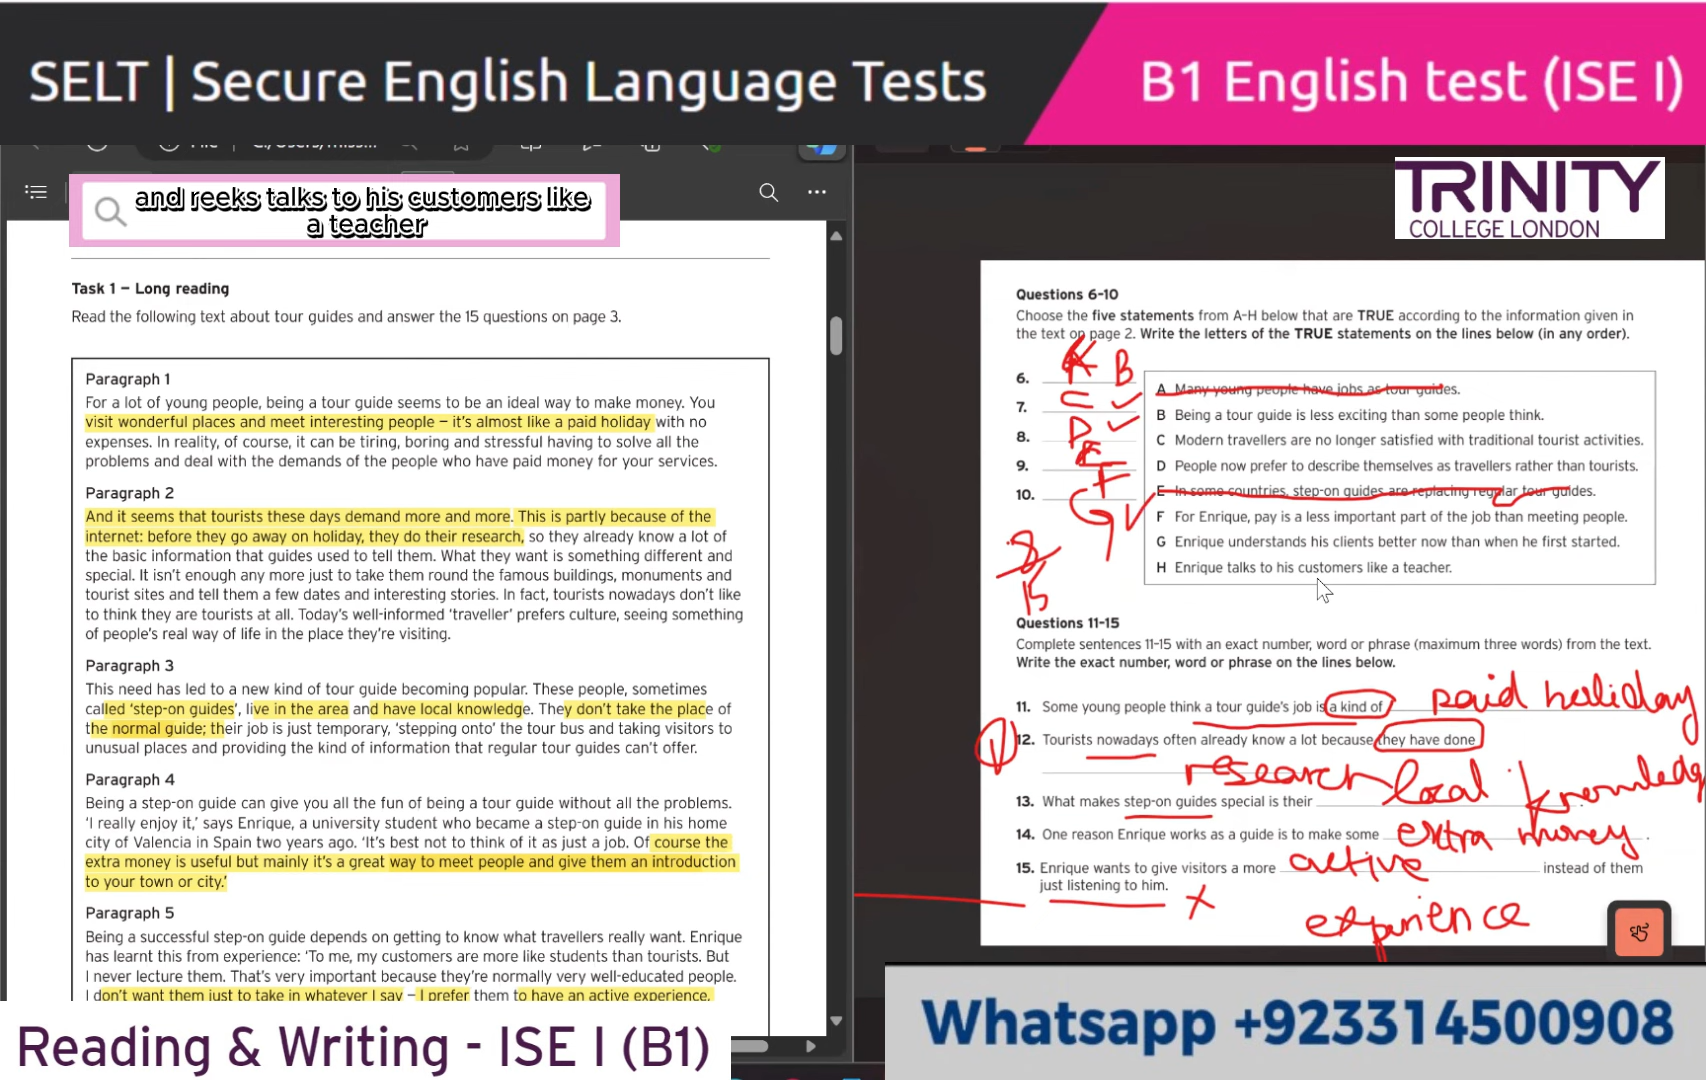 SELT | Secure English Language Tests
B1 English test (ISE I)
and reeks talks to his customers like
a teacher
TRINITY
COLLEGE LONDON
Task 1 – Long reading
Read the following text about tour guides and answer the 15 questions on page 3.
Paragraph 1
For a lot of young people, being a tour guide seems to be an ideal way to make money. You
visit wonderful places and meet interesting people – it's almost like a paid holiday with no
expenses. In reality, of course, it can be tiring, boring and stressful having to solve all the
problems and deal with the demands of the people who have paid money for your services.
Paragraph 2
And it seems that tourists these days demand more and more. This is partly because of the
internet: before they go away on holiday, they do their research, so they already know a lot of
the basic information that guides used to tell them. What they want is something different and
special. It isn't enough any more just to take them round the famous buildings, monuments and
tourist sites and tell them a few dates and interesting stories. In fact, tourists nowadays don't like
to think they are tourists at all. Today's well-informed 'traveller' prefers culture, seeing something
of people's real way of life in the place they're visiting.
Paragraph 3
This need has led to a new kind of tour guide becoming popular. These people, sometimes
called 'step-on guides', live in the area and have local knowledge. They don't take the place of
the normal guide; their job is just temporary, 'stepping onto' the tour bus and taking visitors to
unusual places and providing the kind of information that regular tour guides can't offer.
Paragraph 4
Being a step-on guide can give you all the fun of being a tour guide without all the problems.
'I really enjoy it,' says Enrique, a university student who became a step-on guide in his home
city of Valencia in Spain two years ago. 'It's best not to think of it as just a job. Of course the
extra money is useful but mainly it's a great way to meet people and give them an introduction
to your town or city.'
Paragraph 5
Being a successful step-on guide depends on getting to know what travellers really want. Enrique
has learnt this from experience: 'To me, my customers are more like students than tourists. But
I never lecture them. That's very important because they're normally very well-educated people.
I don't want them just to take in whatever I say – I prefer them to have an active experience.
Questions 6-10
Choose the five statements from A-H below that are TRUE according to the information given in
the text on page 2. Write the letters of the TRUE statements on the lines below (in any order).
6. A B
7. C
8. D
9. E
10. F
G
A Many young people have jobs as tour guides.
B Being a tour guide is less exciting than some people think.
C Modern travellers are no longer satisfied with traditional tourist activities.
D People now prefer to describe themselves as travellers rather than tourists.
E In some countries, step-on guides are replacing regular tour guides.
F For Enrique, pay is a less important part of the job than meeting people.
G Enrique understands his clients better now than when he first started.
H Enrique talks to his customers like a teacher.
8
15
Questions 11-15
Complete sentences 11-15 with an exact number, word or phrase (maximum three words) from the text.
Write the exact number, word or phrase on the lines below.
11. Some young people think a tour guide's job is a kind of paid holiday
12. Tourists nowadays often already know a lot because they have done
research
13. What makes step-on guides special is their local knowledge
14. One reason Enrique works as a guide is to make some extra money .
15. Enrique wants to give visitors a more active instead of them
just listening to him.
experience
Reading & Writing - ISE I (B1)
Whatsapp +923314500908